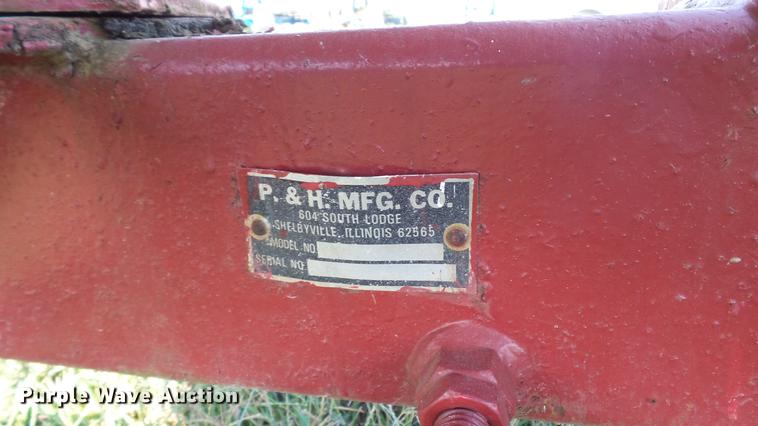 P. & H. MFG. CO.
604 SOUTH LODGE
SHELBYVILLE, ILLINOIS 62565
MODEL NO.
SERIAL NO.
Purple Wave Auction